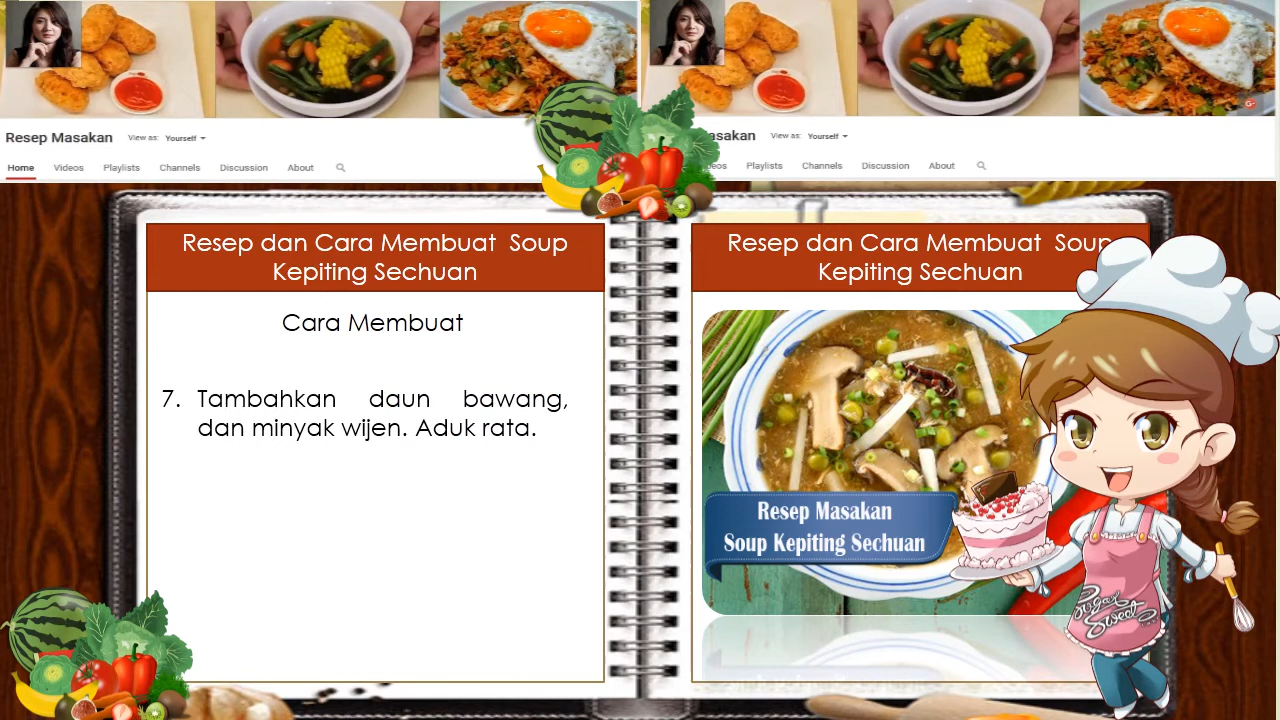 Resep Masakan View as: Yourself
Home Videos Playlists Channels Discussion About
asakan View as: Yourself
eos Playlists Channels Discussion About
Resep dan Cara Membuat Soup
Kepiting Sechuan
Cara Membuat
7. Tambahkan daun bawang,
dan minyak wijen. Aduk rata.
Resep dan Cara Membuat Soup
Kepiting Sechuan
Resep Masakan
Soup Kepiting Sechuan
Sugar
Sweet